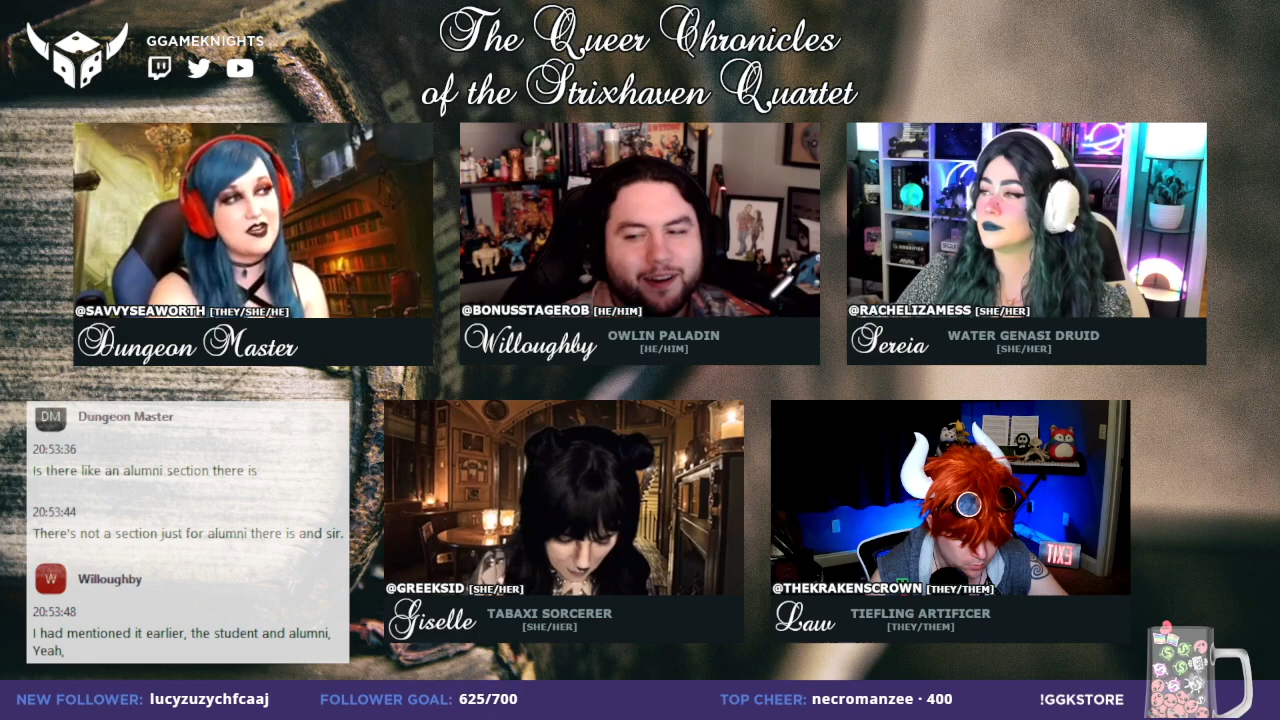 GGAMEKNIGHTS
The Queer Chronicles
of the Strixhaven Quartet
@SAVVYSEAWORTH [THEY/SHE/HE]
Dungeon Master
@BONUSSTAGEROB [HE/HIM]
Willoughby
OWLIN PALADIN
[HE/HIM]
@RACHELIZAMESS [SHE/HER]
Sereia
WATER GENASI DRUID
[SHE/HER]
DM Dungeon Master
20:53:36
Is there like an alumni section there is
20:53:44
There's not a section just for alumni there is and sir.
W Willoughby
20:53:48
I had mentioned it earlier, the student and alumni,
Yeah,
@GREEKSID [SHE/HER]
Giselle
TABAXI SORCERER
[SHE/HER]
EXIT
@THEKRAKENSCROWN [THEY/THEM]
Law
TIEFLING ARTIFICER
[THEY/THEM]
NEW FOLLOWER: lucyzuzychfcaaj
FOLLOWER GOAL: 625/700
TOP CHEER: necromanzee · 400
!GGKSTORE